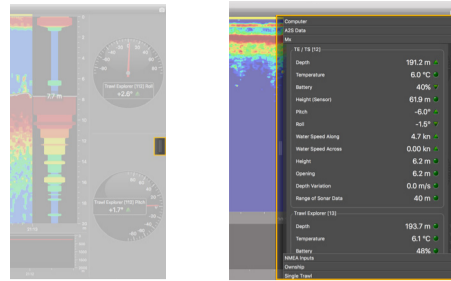 7.7 m
Trawl Explorer [13] Roll
+2.6°
Trawl Explorer [13] Pitch
+1.7°
Computer
A2S Data
Mx
TE / TS [12]
Depth 191.2 m
Temperature 6.0 °C
Battery 40%
Height (Sensor) 61.9 m
Pitch -6.0°
Roll -1.5°
Water Speed Along 4.7 kn
Water Speed Across 0.00 kn
Height 6.2 m
Opening 6.2 m
Depth Variation 0.0 m/s
Range of Sonar Data 40 m
Trawl Explorer [13]
Depth 193.7 m
Temperature 6.1 °C
Battery 48%
NMEA Inputs
Ownship
Single Trawl